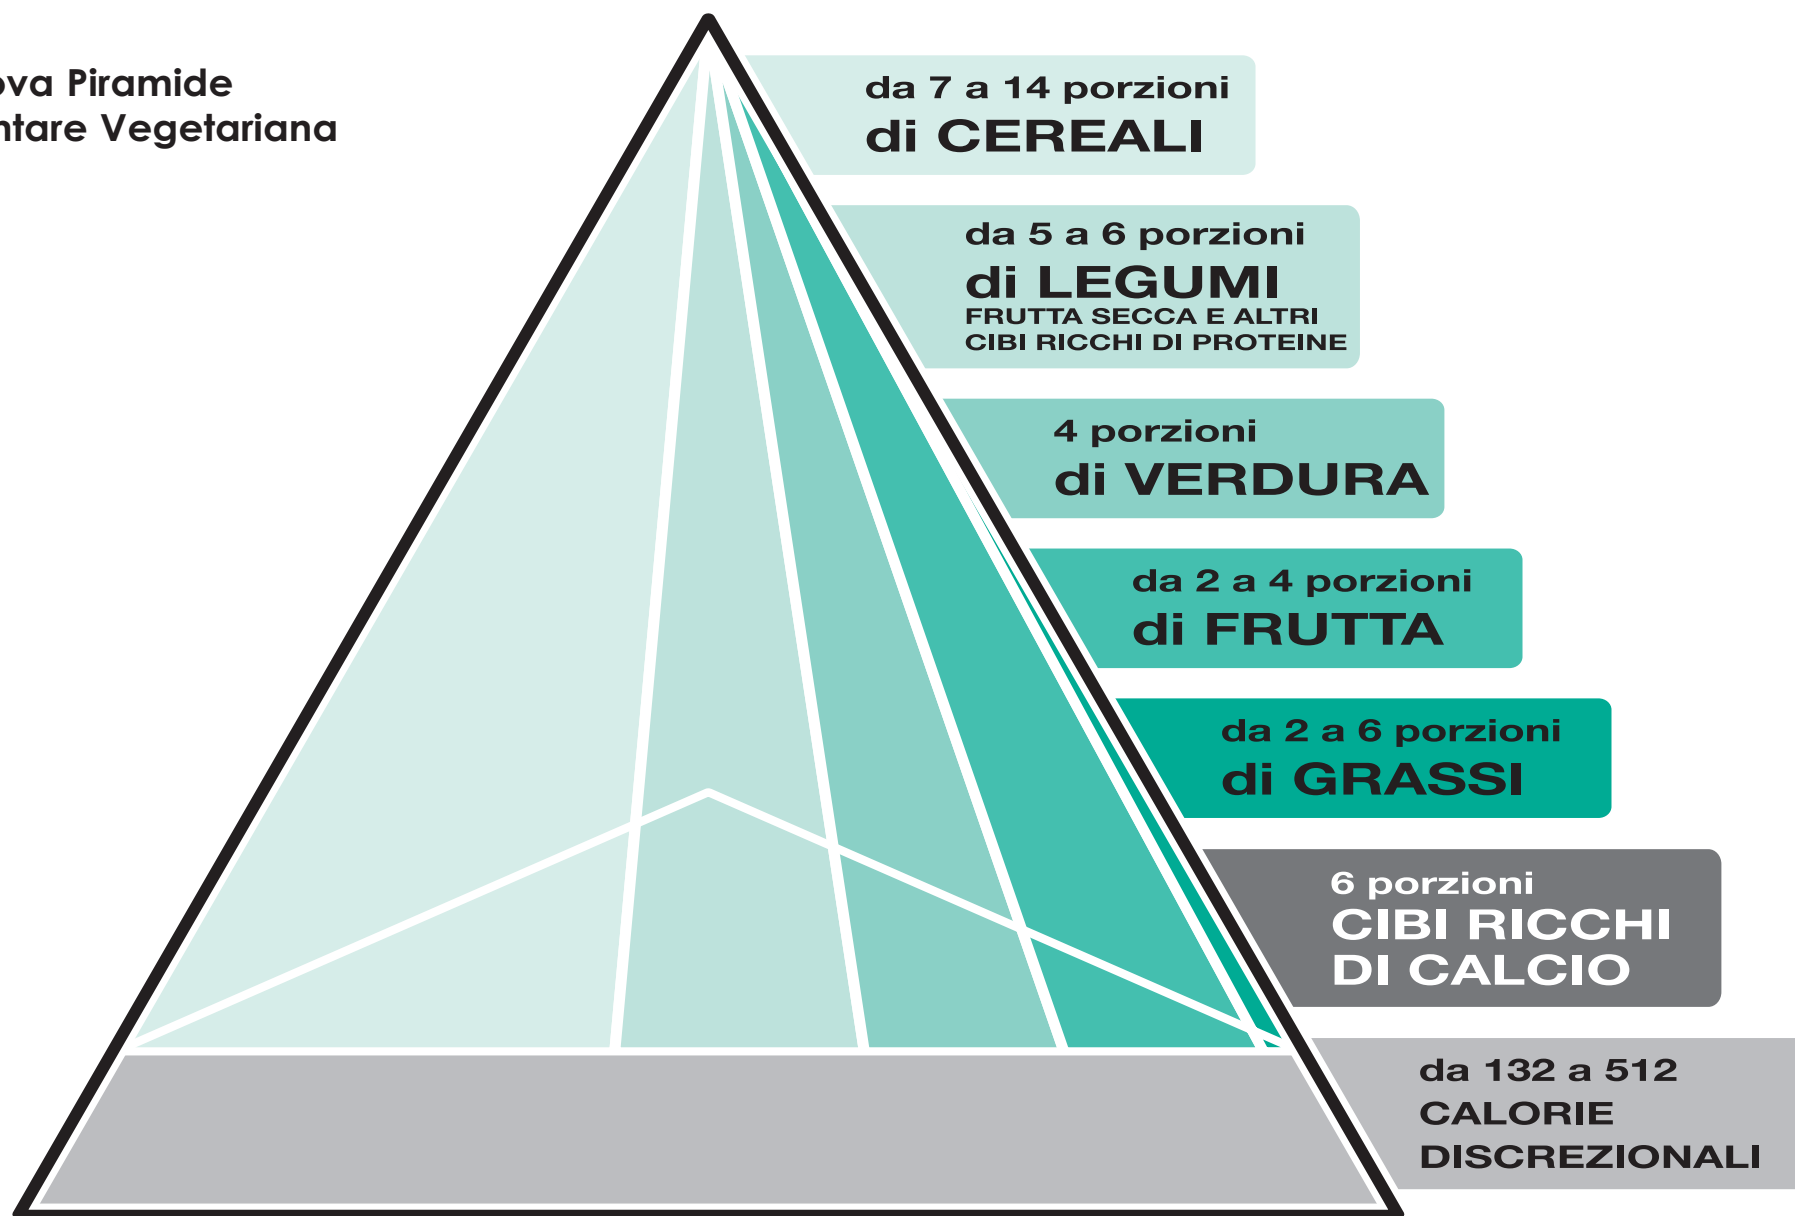 ova Piramide
ntare Vegetariana
da 7 a 14 porzioni
di CEREALI
da 5 a 6 porzioni
di LEGUMI
FRUTTA SECCA E ALTRI
CIBI RICCHI DI PROTEINE
4 porzioni
di VERDURA
da 2 a 4 porzioni
di FRUTTA
da 2 a 6 porzioni
di GRASSI
6 porzioni
CIBI RICCHI
DI CALCIO
da 132 a 512
CALORIE
DISCREZIONALI